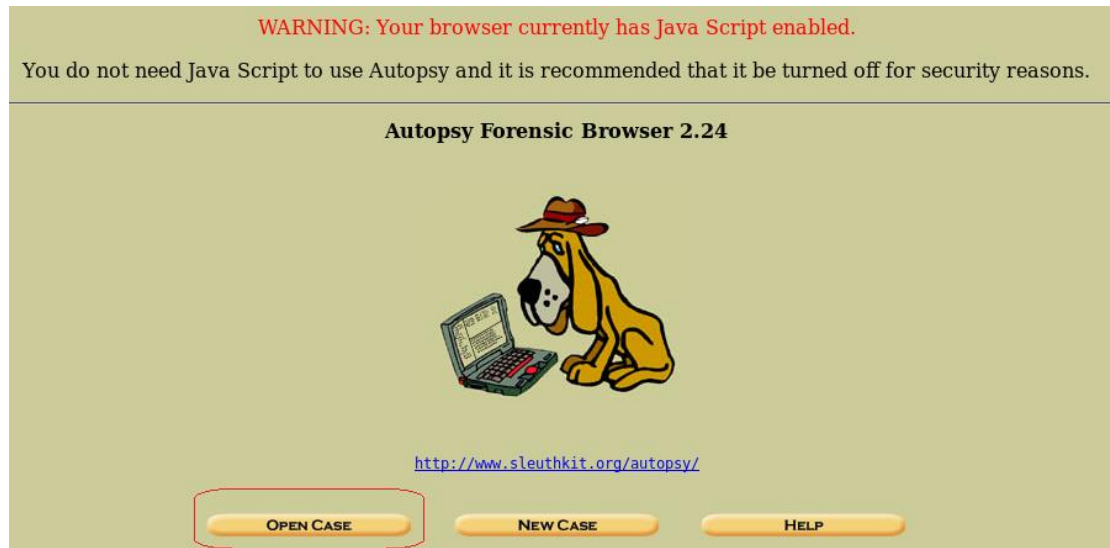 WARNING: Your browser currently has Java Script enabled.
You do not need Java Script to use Autopsy and it is recommended that it be turned off for security reasons.
Autopsy Forensic Browser 2.24
http://www.sleuthkit.org/autopsy/
OPEN CASE
NEW CASE
HELP